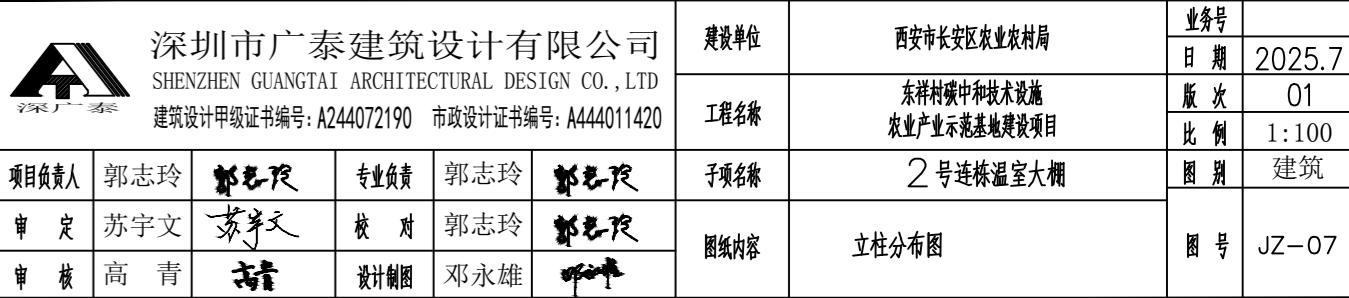 深广泰
深圳市广泰建筑设计有限公司
SHENZHEN GUANGTAI ARCHITECTURAL DESIGN CO.,LTD
建筑设计甲级证书编号: A244072190 市政设计证书编号: A444011420
项目负责人 郭志玲 郭志玲 专业负责 郭志玲 郭志玲
审 定 苏宇文 苏宇文 校 对 郭志玲 郭志玲
审 核 高 青 高青 设计制图 邓永雄 邓永雄
建设单位 西安市长安区农业农村局
工程名称 东祥村碳中和技术设施
农业产业示范基地建设项目
子项名称 2号连栋温室大棚
图纸内容 立柱分布图
业务号
日 期 2025.7
版 次 01
比 例 1:100
图 别 建筑
图 号 JZ-07